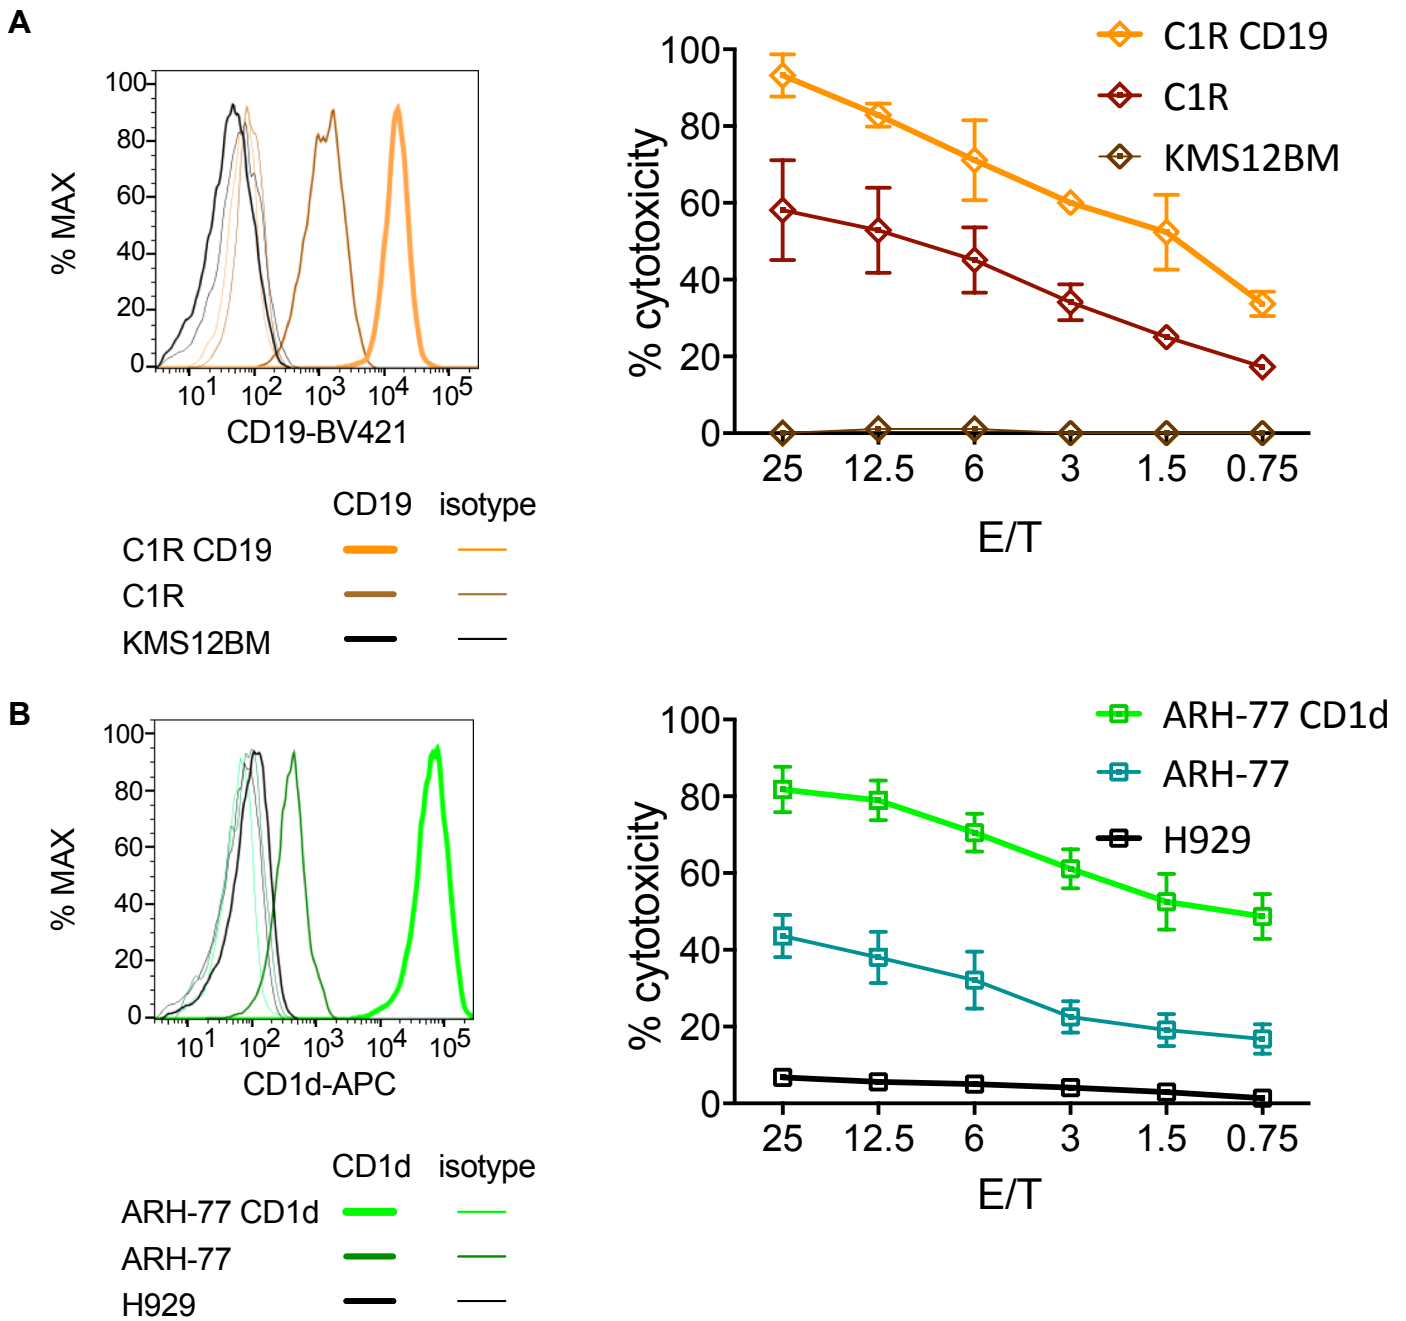 A
100
80
60
40
20
0
% MAX
10^1 10^2 10^3 10^4 10^5
CD19-BV421
CD19 isotype
C1R CD19
C1R
KMS12BM
100
80
60
40
20
0
% cytotoxicity
25 12.5 6 3 1.5 0.75
E/T
C1R CD19
C1R
KMS12BM
B
100
80
60
40
20
0
% MAX
10^1 10^2 10^3 10^4 10^5
CD1d-APC
CD1d isotype
ARH-77 CD1d
ARH-77
H929
100
80
60
40
20
0
% cytotoxicity
25 12.5 6 3 1.5 0.75
E/T
ARH-77 CD1d
ARH-77
H929